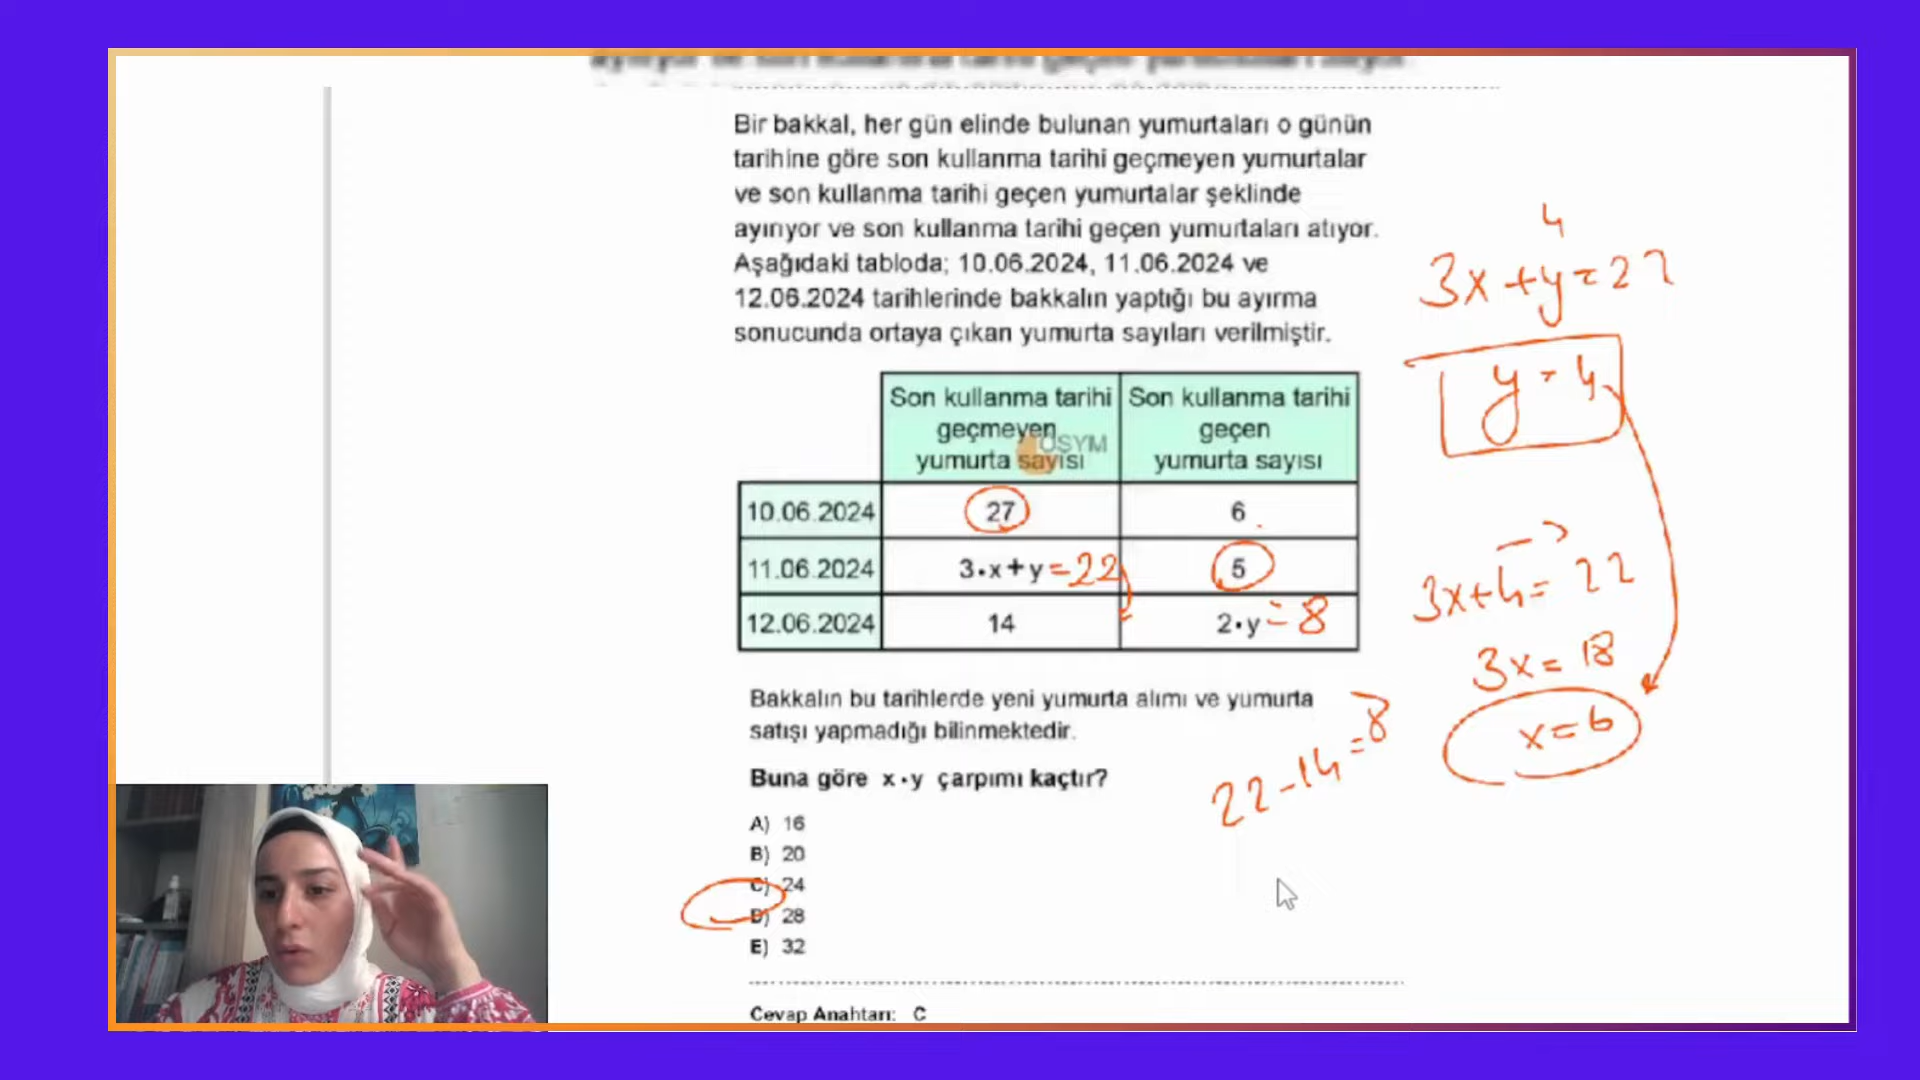 Bir bakkal, her gün elinde bulunan yumurtaları o günün
tarihine göre son kullanma tarihi geçmeyen yumurtalar
ve son kullanma tarihi geçen yumurtalar şeklinde
ayırıyor ve son kullanma tarihi geçen yumurtaları atıyor.
Aşağıdaki tabloda; 10.06.2024, 11.06.2024 ve
12.06.2024 tarihlerinde bakkalın yaptığı bu ayırma
sonucunda ortaya çıkan yumurta sayıları verilmiştir.
4
3x+y=22
y=4
Son kullanma tarihi geçmeyen yumurta sayısı
Son kullanma tarihi geçen yumurta sayısı
ÖSYM
10.06.2024 27 6
11.06.2024 3·x+y=22 5
12.06.2024 14 2·y=8
3x+4=22
3x=18
x=6
22-14=8
Bakkalın bu tarihlerde yeni yumurta alımı ve yumurta
satışı yapmadığı bilinmektedir.
Buna göre x·y çarpımı kaçtır?
A) 16
B) 20
C) 24
D) 28
E) 32
Cevap Anahtarı: C